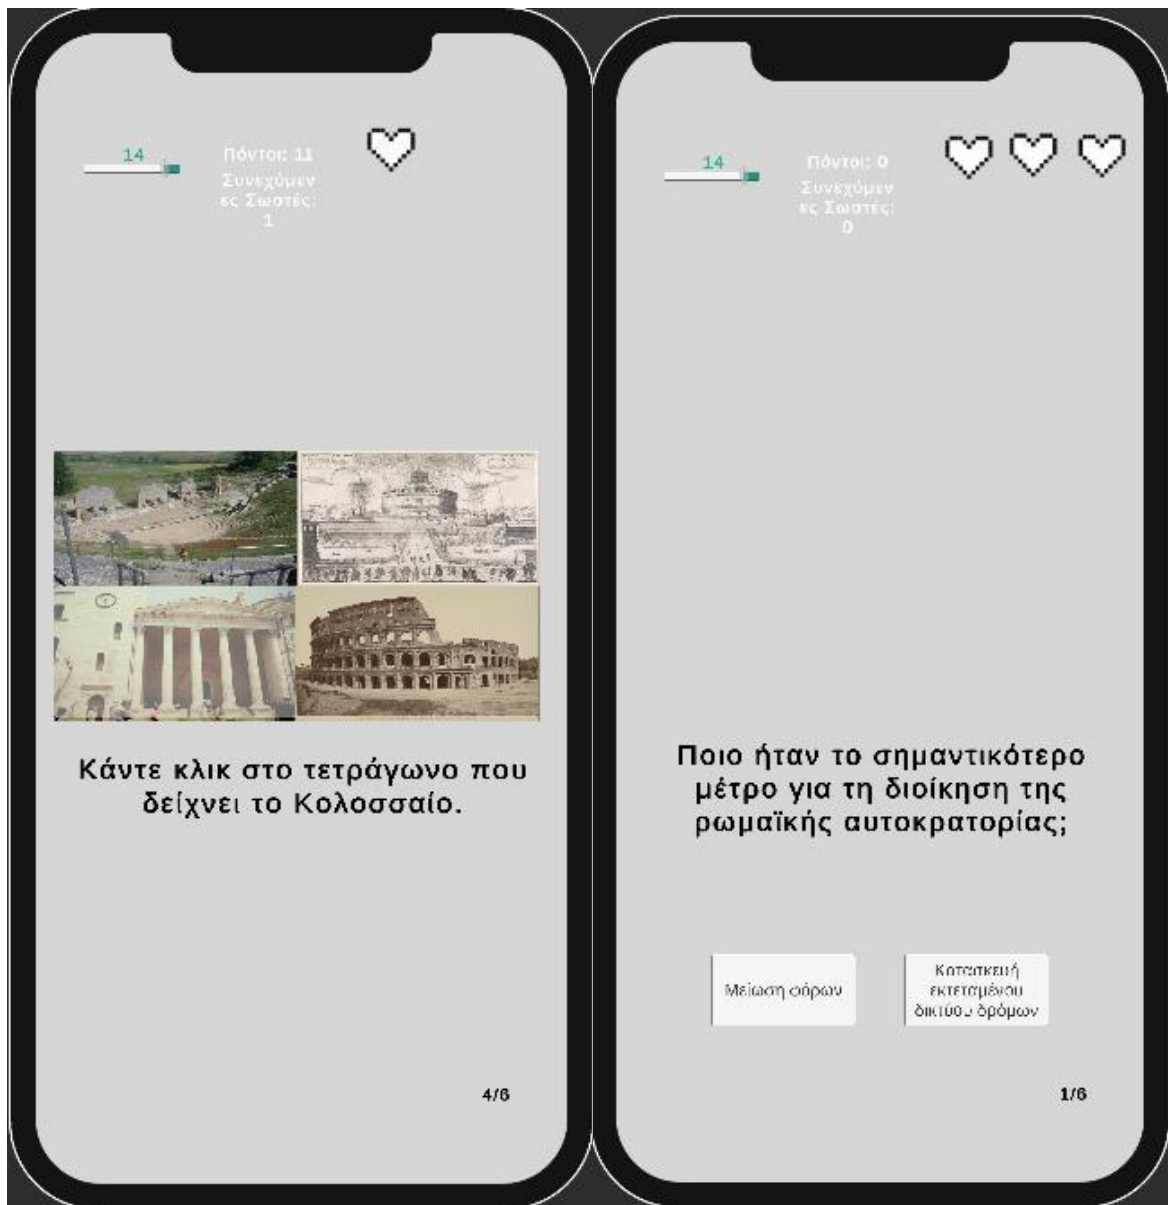 14
Πόντοι: 11
Συνεχόμεν
ες Σωστές:
1
Κάντε κλικ στο τετράγωνο που
δείχνει το Κολοσσαίο.
4/6
14
Πόντοι: 0
Συνεχόμεν
ες Σωστές:
0
Ποιο ήταν το σημαντικότερο
μέτρο για τη διοίκηση της
ρωμαϊκής αυτοκρατορίας;
Μείωση φόρων
Κατασκευή
εκτεταμένου
δικτύου δρόμων
1/6